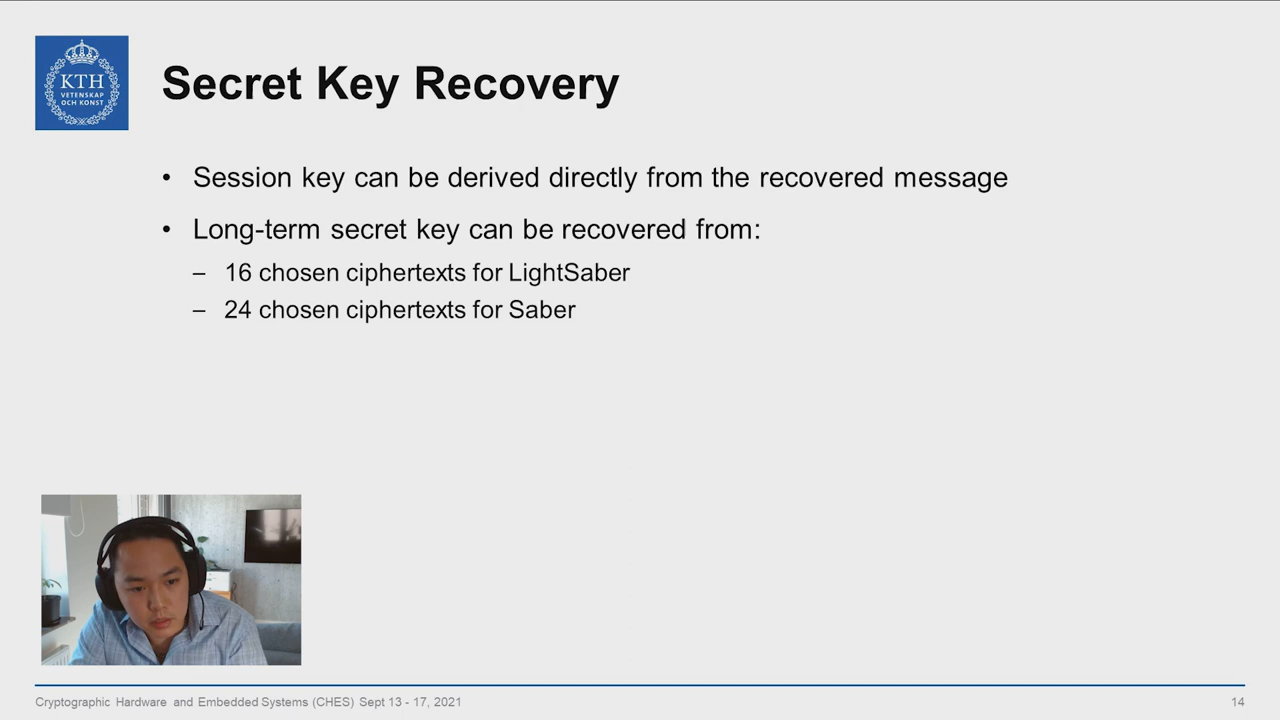 KTH
VETENSKAP
OCH KONST
Secret Key Recovery
• Session key can be derived directly from the recovered message
• Long-term secret key can be recovered from:
– 16 chosen ciphertexts for LightSaber
– 24 chosen ciphertexts for Saber
Cryptographic Hardware and Embedded Systems (CHES) Sept 13 - 17, 2021
14